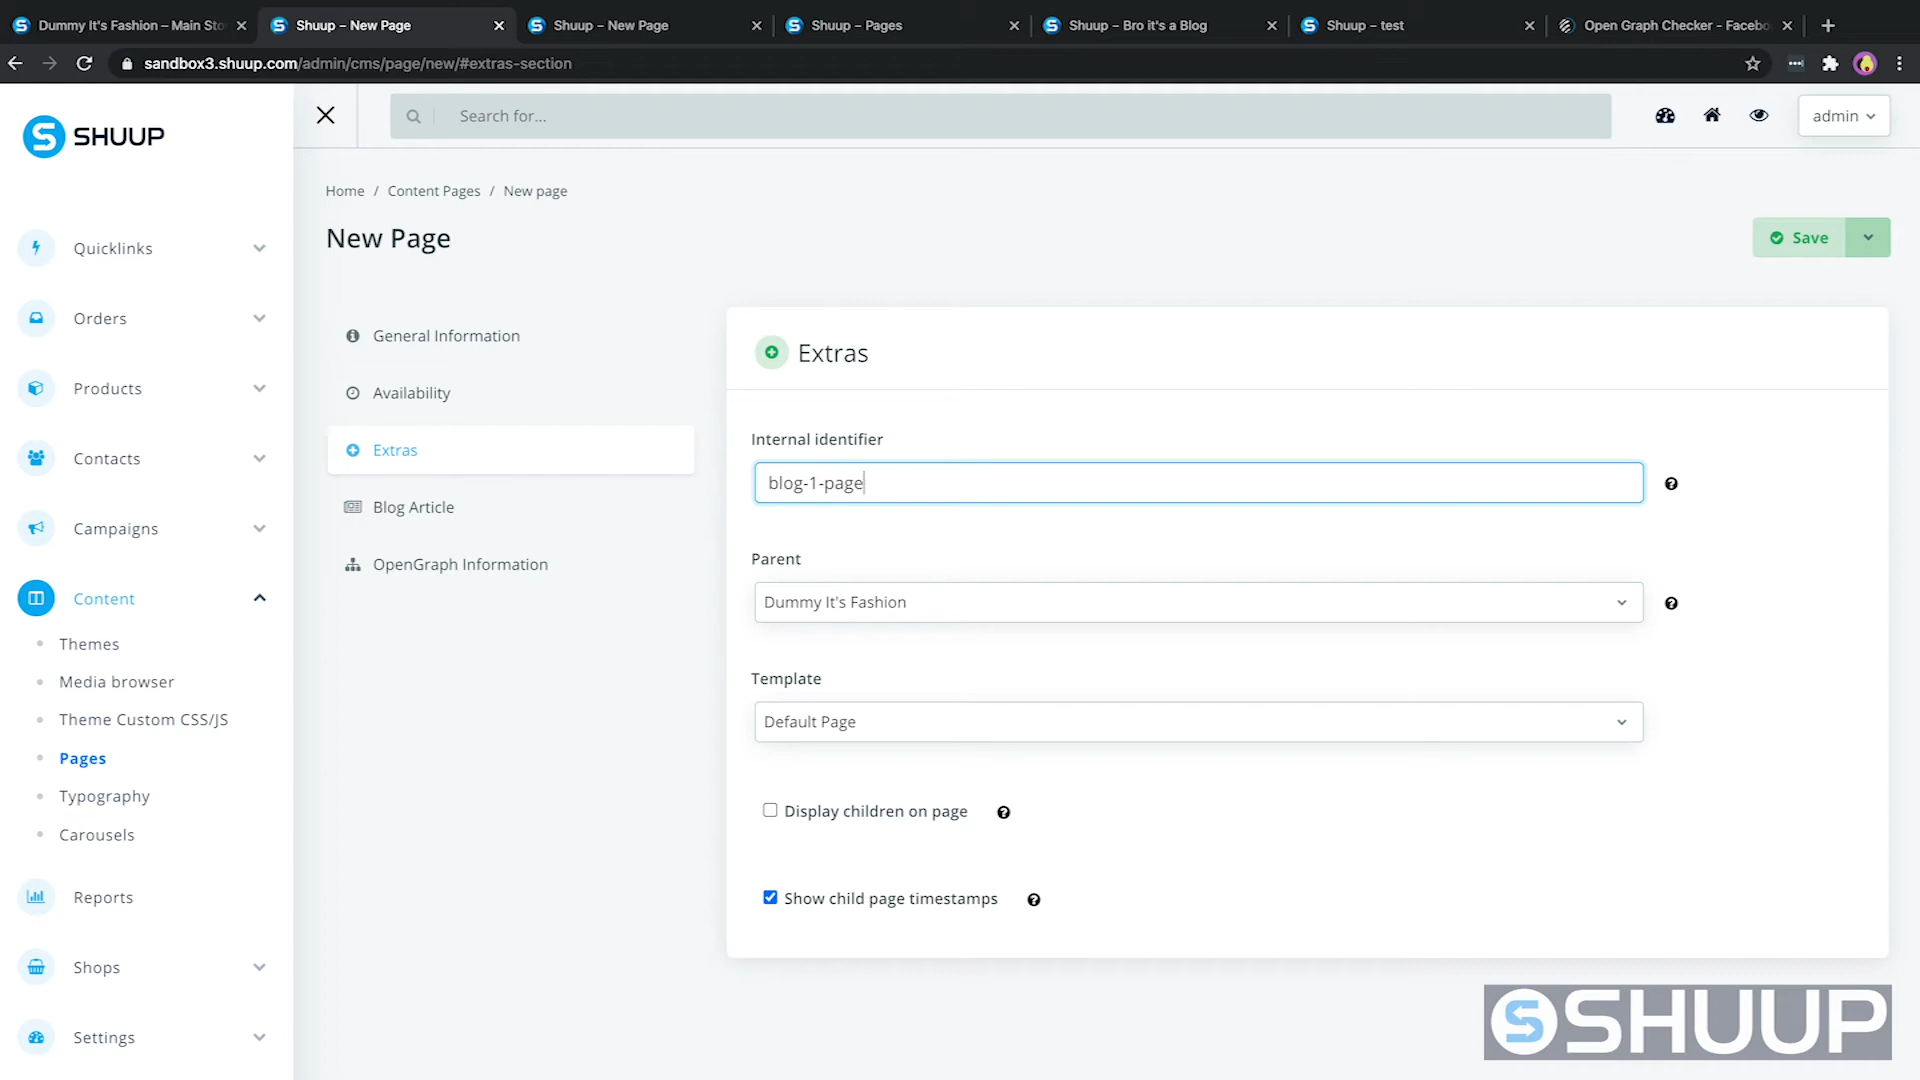 Dummy It's Fashion – Main Sto
Shuup – New Page
Shuup – New Page
Shuup – Pages
Shuup – Bro it's a Blog
Shuup – test
Open Graph Checker - Facebo
sandbox3.shuup.com/admin/cms/page/new/#extras-section
SHUUP
Search for...
admin
Home / Content Pages / New page
New Page
Save
Quicklinks
Orders
Products
Contacts
Campaigns
Content
Themes
Media browser
Theme Custom CSS/JS
Pages
Typography
Carousels
Reports
Shops
Settings
General Information
Availability
Extras
Blog Article
OpenGraph Information
Extras
Internal identifier
blog-1-page
Parent
Dummy It's Fashion
Template
Default Page
Display children on page
Show child page timestamps
SHUUP